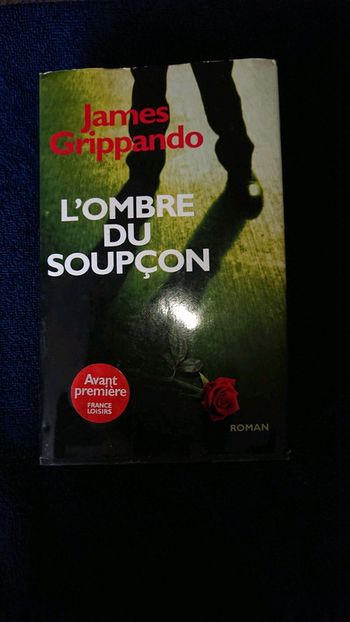 James
Grippando
L'OMBRE
DU
SOUPÇON
Avant
première
FRANCE
LOISIRS
ROMAN